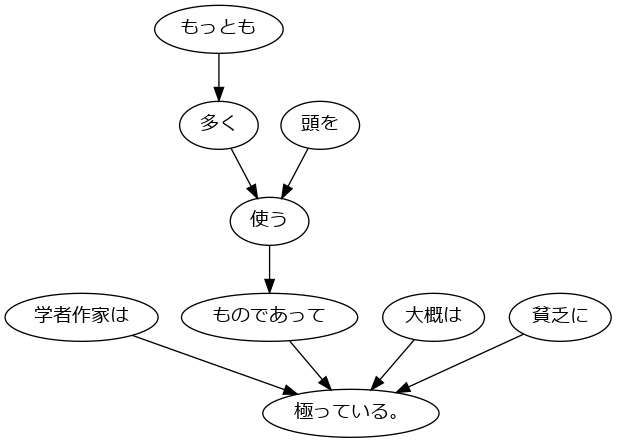 もっとも
多く 頭を
使う
学者作家は ものであって 大概は 貧乏に
極っている。